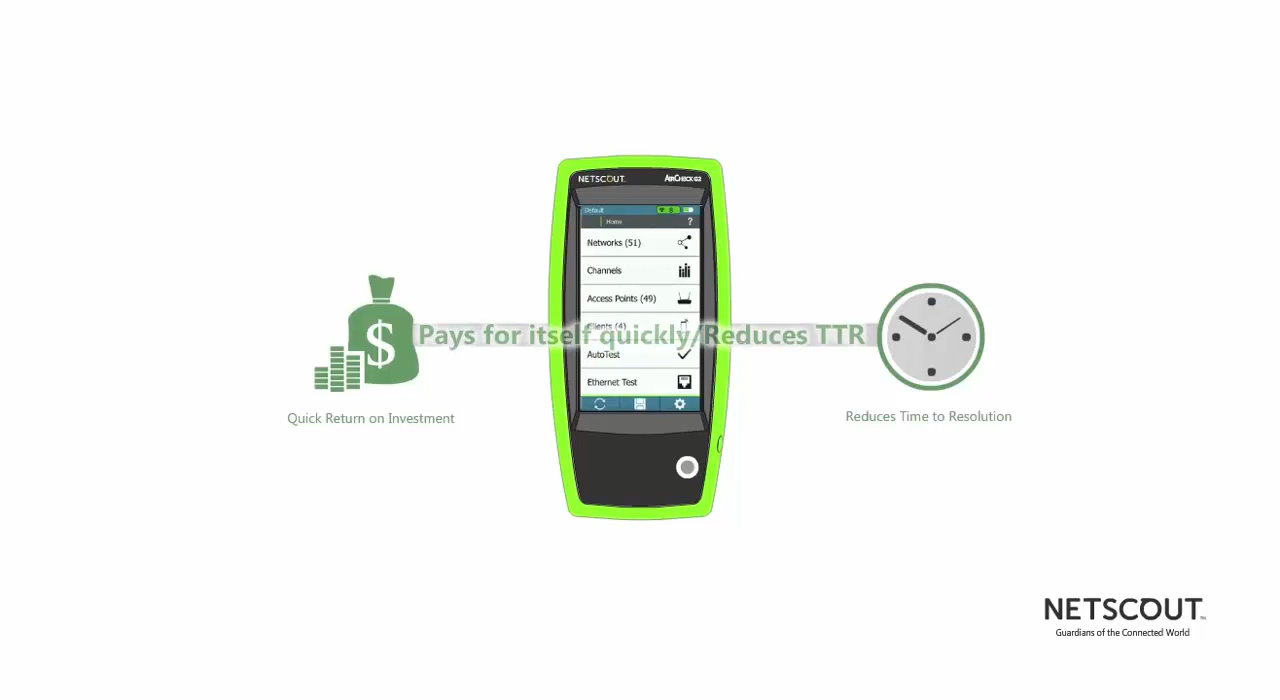 NETSCOUT.
AIRCHECK G2
Default
Home
?
Networks (51)
Channels
Access Points (49)
Clients (4)
Pays for itself quickly/Reduces TTR
AutoTest
Ethernet Test
$
Quick Return on Investment
Reduces Time to Resolution
NETSCOUT™
Guardians of the Connected World